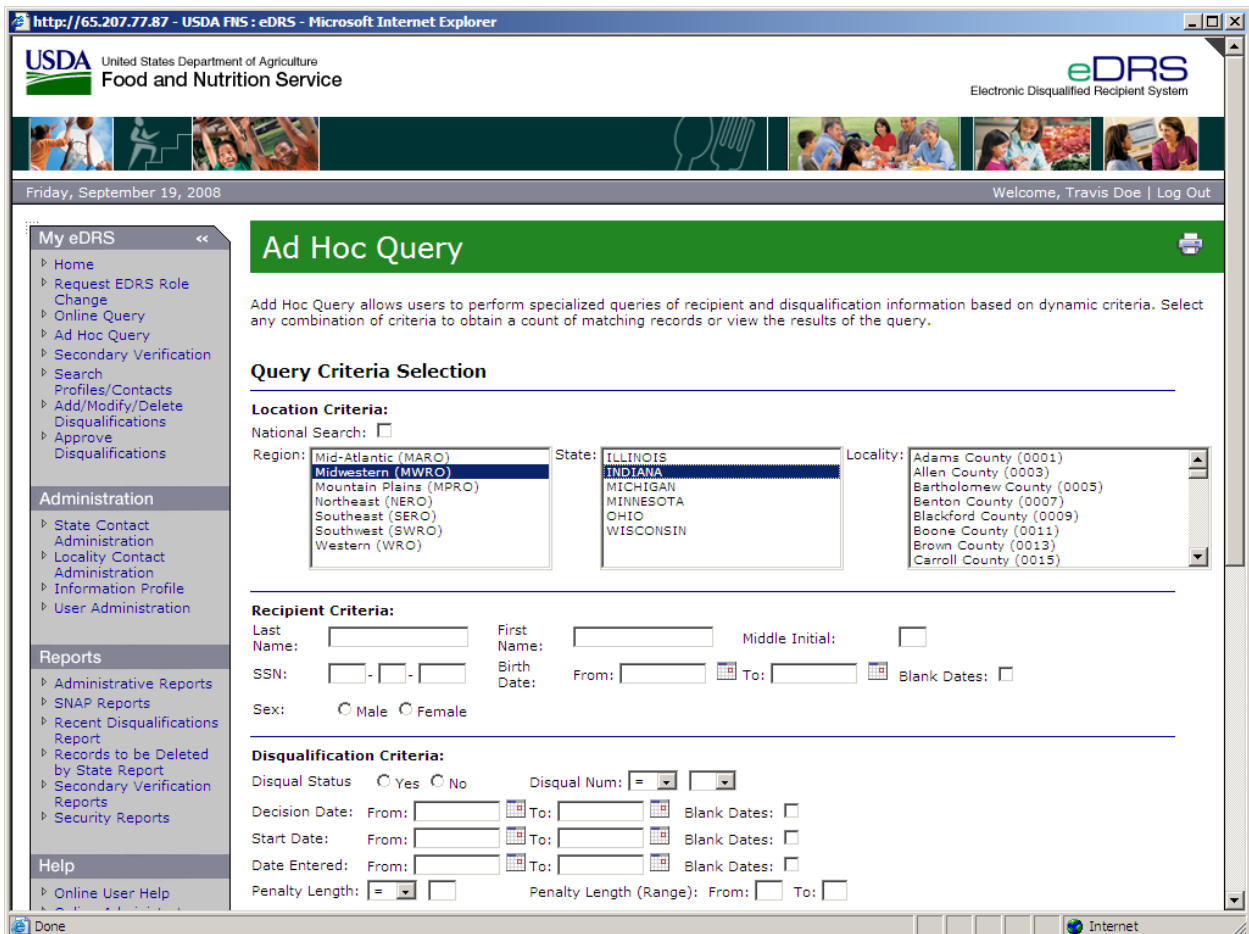 http://65.207.77.87 - USDA FNS : eDRS - Microsoft Internet Explorer
USDA United States Department of Agriculture
Food and Nutrition Service
eDRS
Electronic Disqualified Recipient System
Friday, September 19, 2008
Welcome, Travis Doe | Log Out
My eDRS <<
Home
Request EDRS Role
Change
Online Query
Ad Hoc Query
Secondary Verification
Search
Profiles/Contacts
Add/Modify/Delete
Disqualifications
Approve
Disqualifications
Administration
State Contact
Administration
Locality Contact
Administration
Information Profile
User Administration
Reports
Administrative Reports
SNAP Reports
Recent Disqualifications
Report
Records to be Deleted
by State Report
Secondary Verification
Reports
Security Reports
Help
Online User Help
Ad Hoc Query
Add Hoc Query allows users to perform specialized queries of recipient and disqualification information based on dynamic criteria. Select
any combination of criteria to obtain a count of matching records or view the results of the query.
Query Criteria Selection
Location Criteria:
National Search:
Region:
Mid-Atlantic (MARO)
Midwestern (MWRO)
Mountain Plains (MPRO)
Northeast (NERO)
Southeast (SERO)
Southwest (SWRO)
Western (WRO)
State:
ILLINOIS
INDIANA
MICHIGAN
MINNESOTA
OHIO
WISCONSIN
Locality:
Adams County (0001)
Allen County (0003)
Bartholomew County (0005)
Benton County (0007)
Blackford County (0009)
Boone County (0011)
Brown County (0013)
Carroll County (0015)
Recipient Criteria:
Last
Name:
First
Name:
Middle Initial:
SSN: - -
Birth
Date:
From: To: Blank Dates:
Sex: Male Female
Disqualification Criteria:
Disqual Status Yes No Disqual Num: =
Decision Date: From: To: Blank Dates:
Start Date: From: To: Blank Dates:
Date Entered: From: To: Blank Dates:
Penalty Length: = Penalty Length (Range): From: To:
Done
Internet